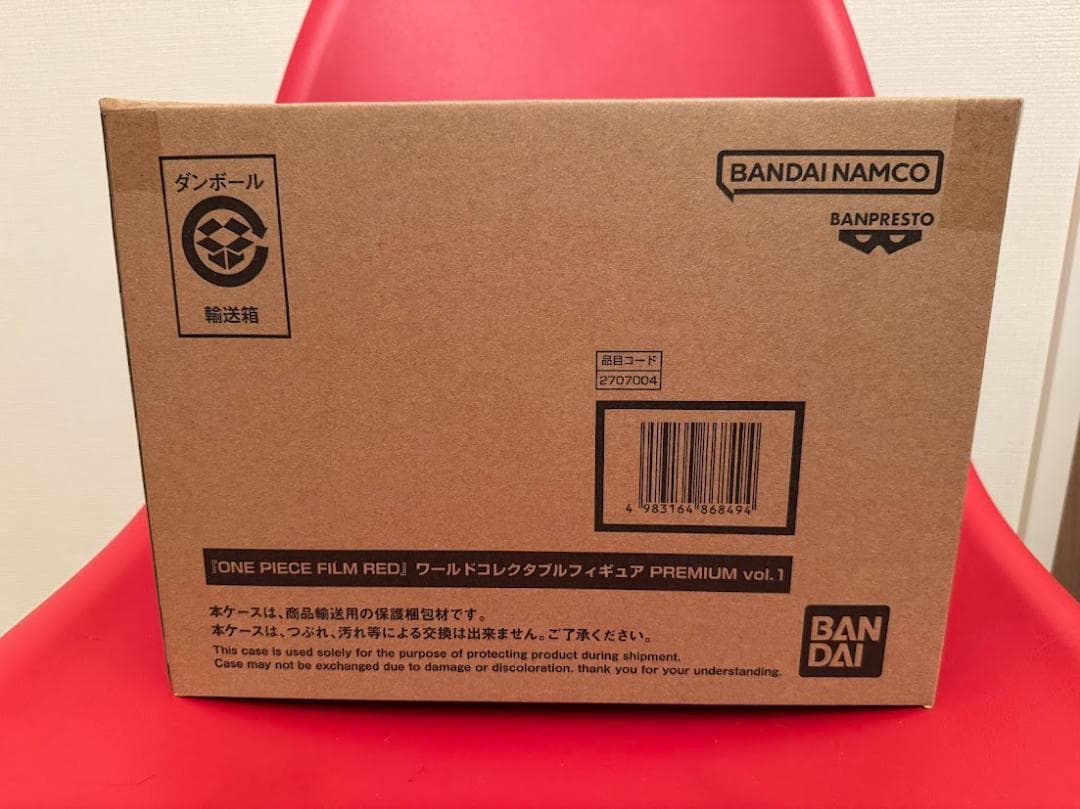 ダンボール
輸送箱
BANDAI NAMCO
BANPRESTO
品目コード
2707004
4 983164 868494
『ONE PIECE FILM RED』 ワールドコレクタブルフィギュア PREMIUM vol.1
本ケースは、商品輸送用の保護梱包材です。
本ケースは、つぶれ、汚れ等による交換は出来ません。ご了承ください。
This case is used solely for the purpose of protecting product during shipment.
Case may not be exchanged due to damage or discoloration. thank you for your understanding.
BAN
DAI